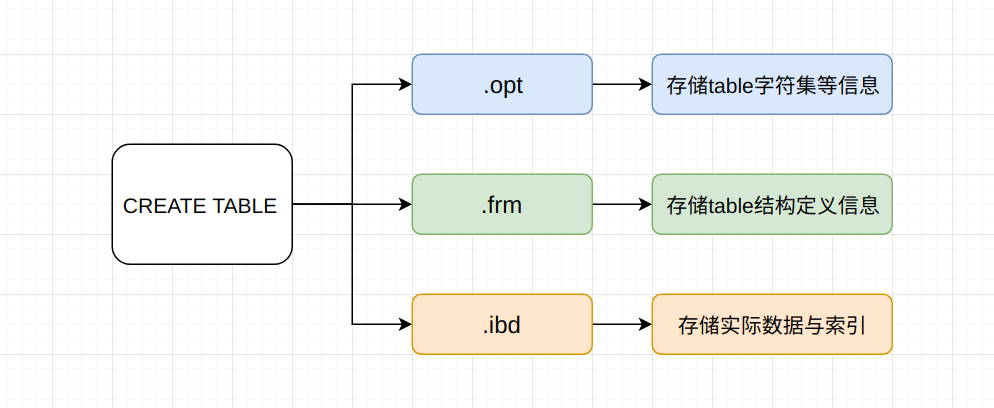 CREATE TABLE
.opt
存储table字符集等信息
.frm
存储table结构定义信息
.ibd
存储实际数据与索引